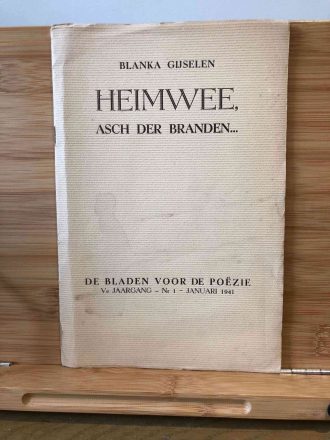 BLANKA GIJSELEN
HEIMWEE,
ASCH DER BRANDEN...
DE BLADEN VOOR DE POËZIE
Ve JAARGANG - Nr 1 - JANUARI 1941